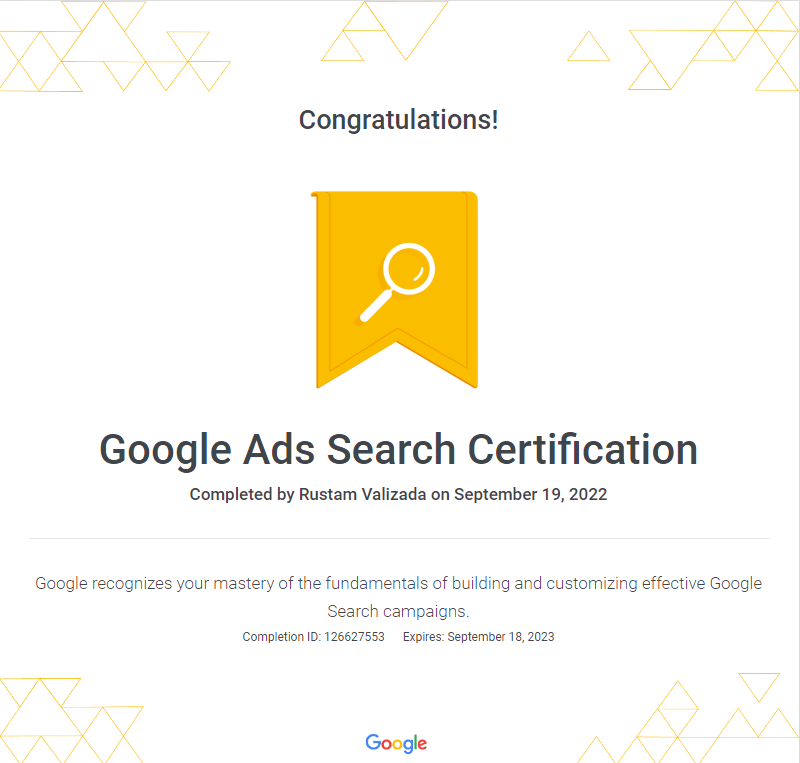 Congratulations!
Google Ads Search Certification
Completed by Rustam Valizada on September 19, 2022
Google recognizes your mastery of the fundamentals of building and customizing effective Google
Search campaigns.
Completion ID: 126627553 Expires: September 18, 2023
Google